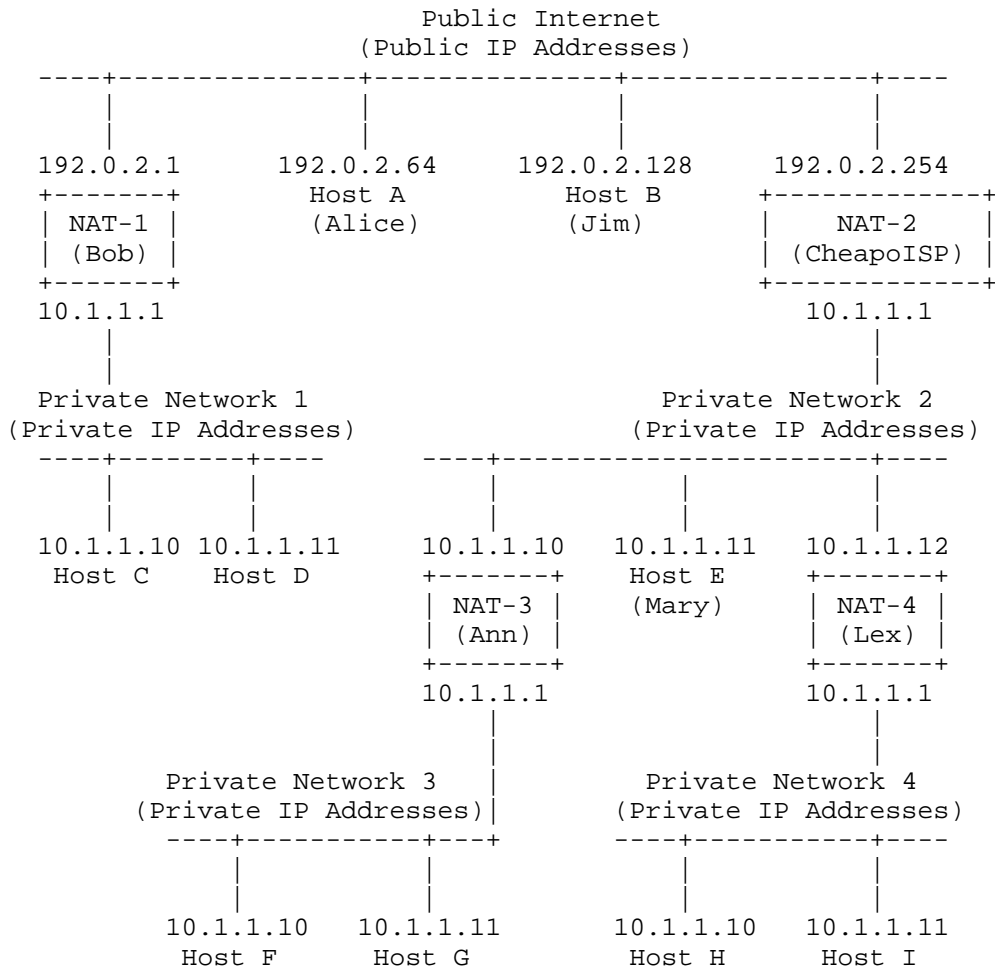 Public Internet
(Public IP Addresses)
192.0.2.1 192.0.2.64 192.0.2.128 192.0.2.254
Host A Host B
NAT-1 (Alice) (Jim) NAT-2
(Bob) (CheapoISP)
10.1.1.1 10.1.1.1
Private Network 1 Private Network 2
(Private IP Addresses) (Private IP Addresses)
10.1.1.10 10.1.1.11 10.1.1.10 10.1.1.11 10.1.1.12
Host C Host D Host E
NAT-3 (Mary) NAT-4
(Ann) (Lex)
10.1.1.1 10.1.1.1
Private Network 3 Private Network 4
(Private IP Addresses) (Private IP Addresses)
10.1.1.10 10.1.1.11 10.1.1.10 10.1.1.11
Host F Host G Host H Host I